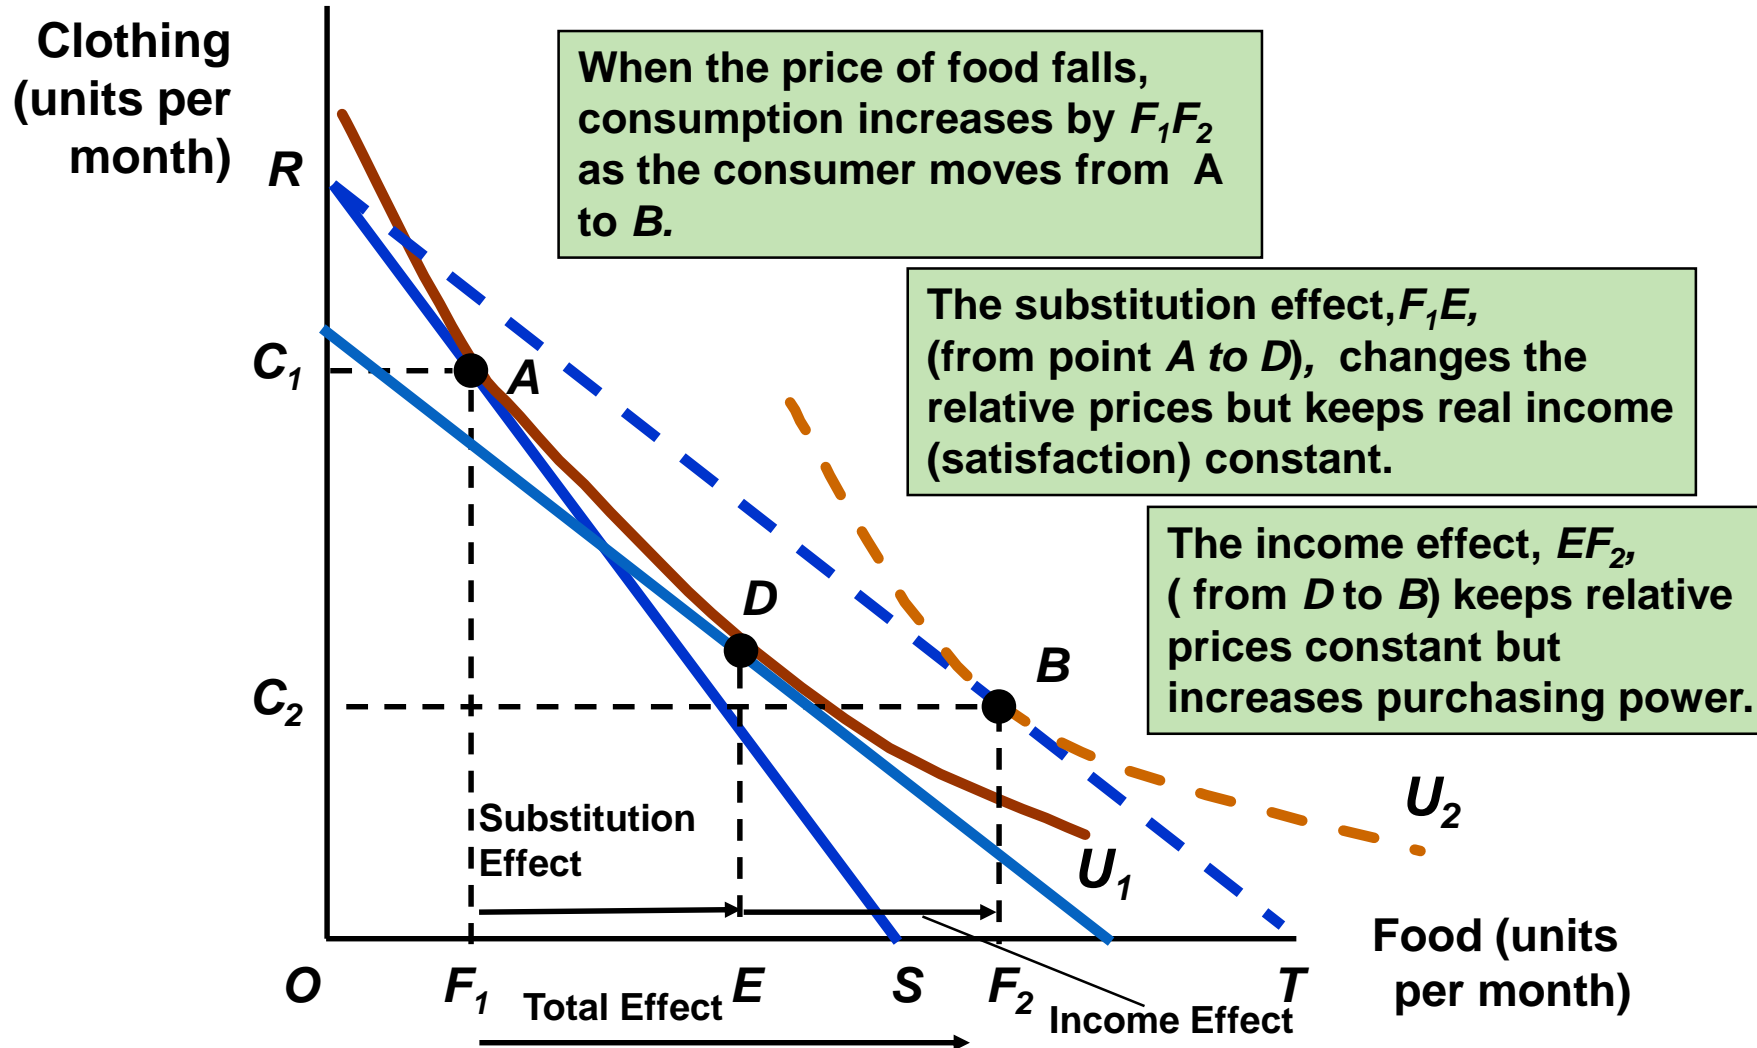 Clothing
(units per
month)
R
When the price of food falls,
consumption increases by F₁F₂
as the consumer moves from A
to B.
The substitution effect,F₁E,
(from point A to D), changes the
relative prices but keeps real income
(satisfaction) constant.
C₁
A
The income effect, EF₂,
( from D to B) keeps relative
prices constant but
increases purchasing power.
D
B
C₂
U₂
Substitution
Effect
U₁
Food (units
per month)
O
F₁
E
S
F₂
T
Total Effect
Income Effect